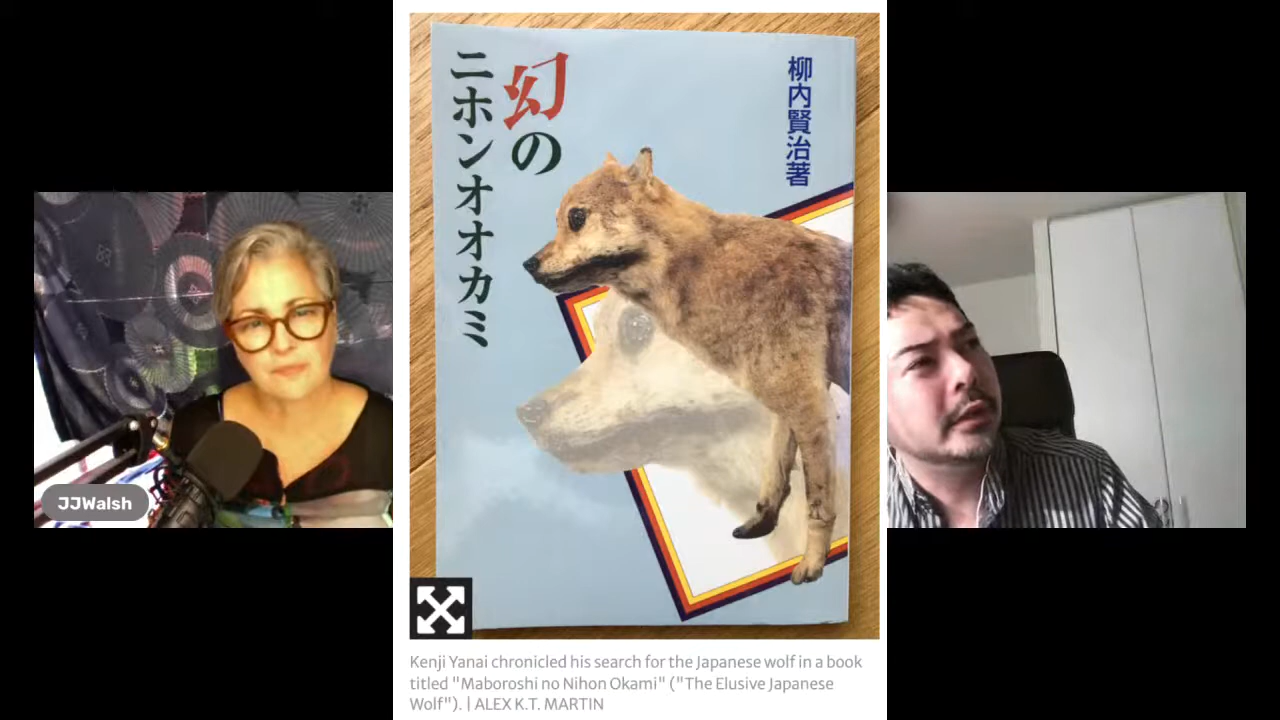 幻の
ニホンオオカミ
柳内賢治著
JJWalsh
Kenji Yanai chronicled his search for the Japanese wolf in a book
titled "Maboroshi no Nihon Okami" ("The Elusive Japanese
Wolf"). | ALEX K.T. MARTIN